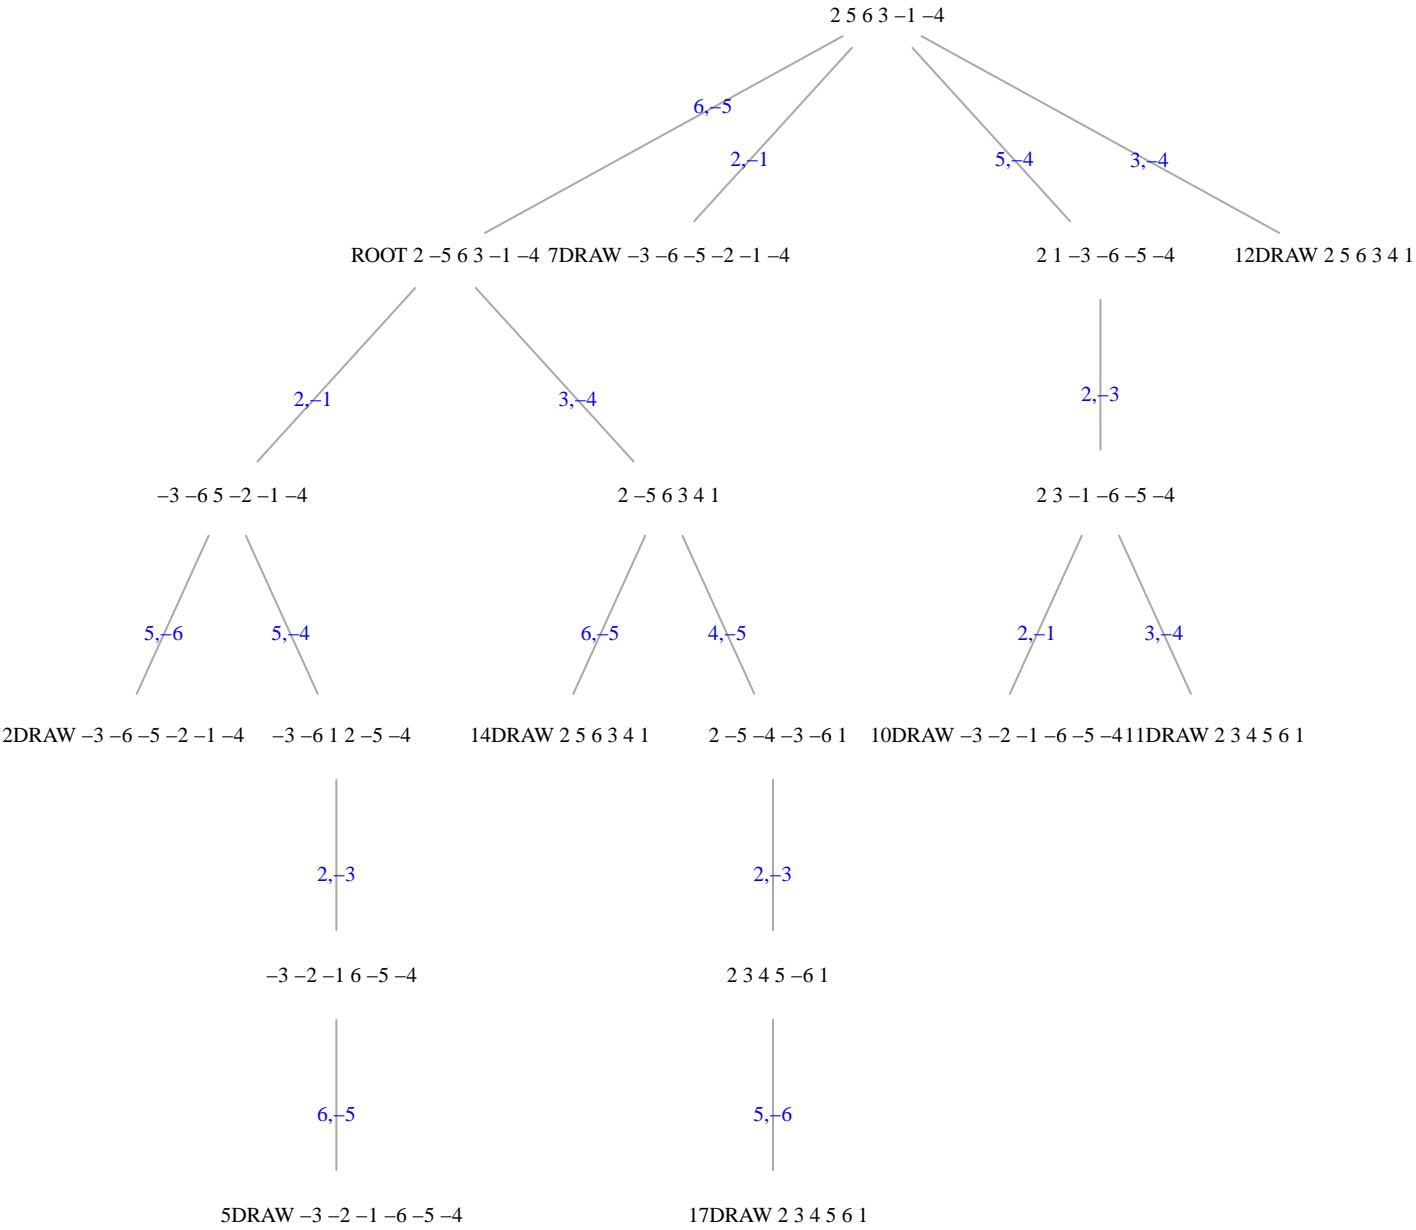 2 5 6 3 –1 –4
6,–5
2,–1
5,–4
3,–4
ROOT 2 –5 6 3 –1 –4
7DRAW –3 –6 –5 –2 –1 –4
2 1 –3 –6 –5 –4
12DRAW 2 5 6 3 4 1
2,–1
3,–4
2,–3
–3 –6 5 –2 –1 –4
2 –5 6 3 4 1
2 3 –1 –6 –5 –4
5,–6
5,–4
6,–5
4,–5
2,–1
3,–4
2DRAW –3 –6 –5 –2 –1 –4
–3 –6 1 2 –5 –4
14DRAW 2 5 6 3 4 1
2 –5 –4 –3 –6 1
10DRAW –3 –2 –1 –6 –5 –4
11DRAW 2 3 4 5 6 1
2,–3
2,–3
–3 –2 –1 6 –5 –4
2 3 4 5 –6 1
6,–5
5,–6
5DRAW –3 –2 –1 –6 –5 –4
17DRAW 2 3 4 5 6 1